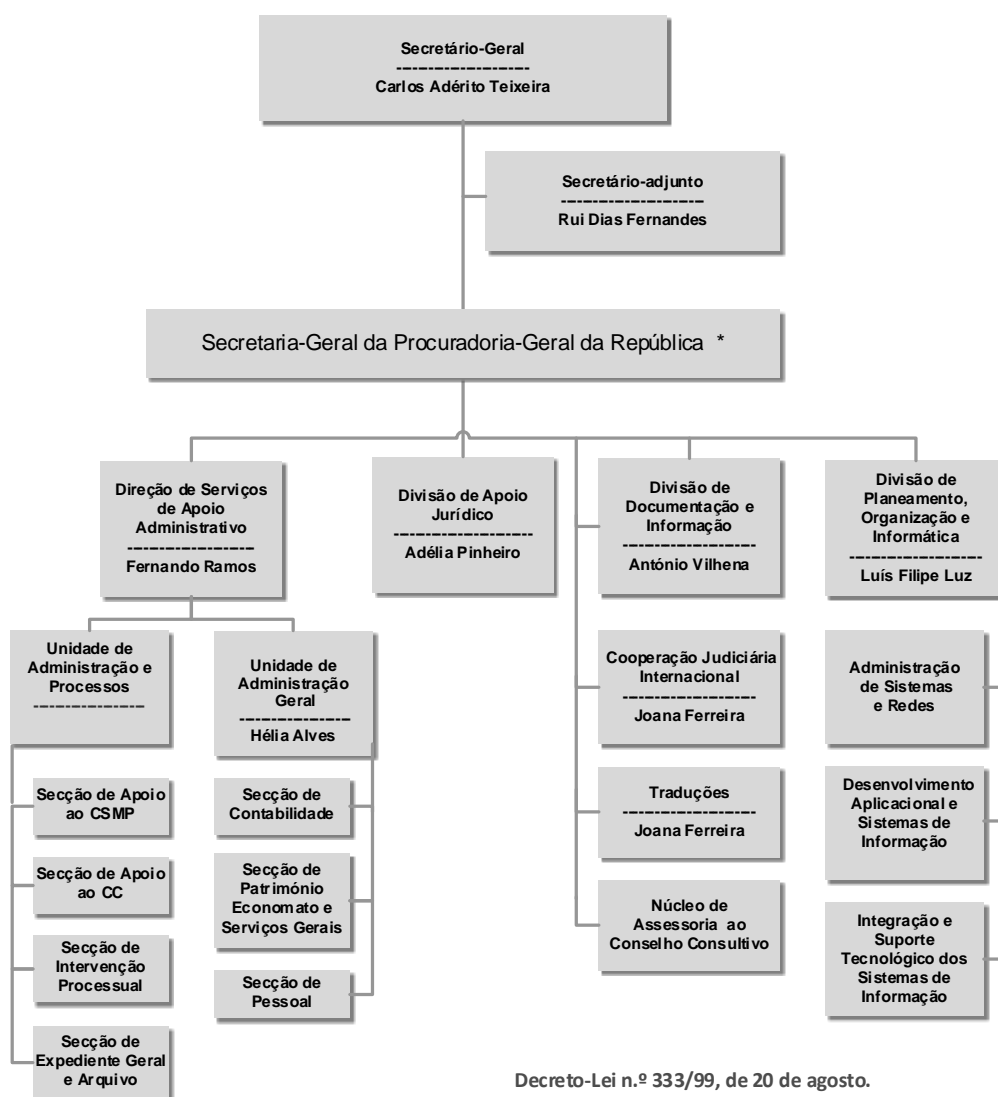 Secretário-Geral
-------------------------
Carlos Adérito Teixeira
Secretário-adjunto
---------------------------
Rui Dias Fernandes
Secretaria-Geral da Procuradoria-Geral da República *
Direção de Serviços
de Apoio
Administrativo
------------------------
Fernando Ramos
Divisão de Apoio
Jurídico
--------------------------
Adélia Pinheiro
Divisão de
Documentação e
Informação
-------------------------
António Vilhena
Divisão de
Planeamento,
Organização e
Informática
-------------------------
Luís Filipe Luz
Unidade de
Administração e
Processos
---------------------
Unidade de
Administração
Geral
---------------------
Hélia Alves
Cooperação Judiciária
Internacional
-------------------------
Joana Ferreira
Administração
de Sistemas
e Redes
Secção de Apoio
ao CSMP
Secção de
Contabilidade
Traduções
-------------------------
Joana Ferreira
Desenvolvimento
Aplicacional e
Sistemas de
Informação
Secção de Apoio
ao CC
Secção de
Património
Economato e
Serviços Gerais
Núcleo de
Assessoria ao
Conselho Consultivo
Integração e
Suporte
Tecnológico dos
Sistemas de
Informação
Secção de
Intervenção
Processual
Secção de
Pessoal
Secção de
Expediente Geral
e Arquivo
Decreto-Lei n.º 333/99, de 20 de agosto.